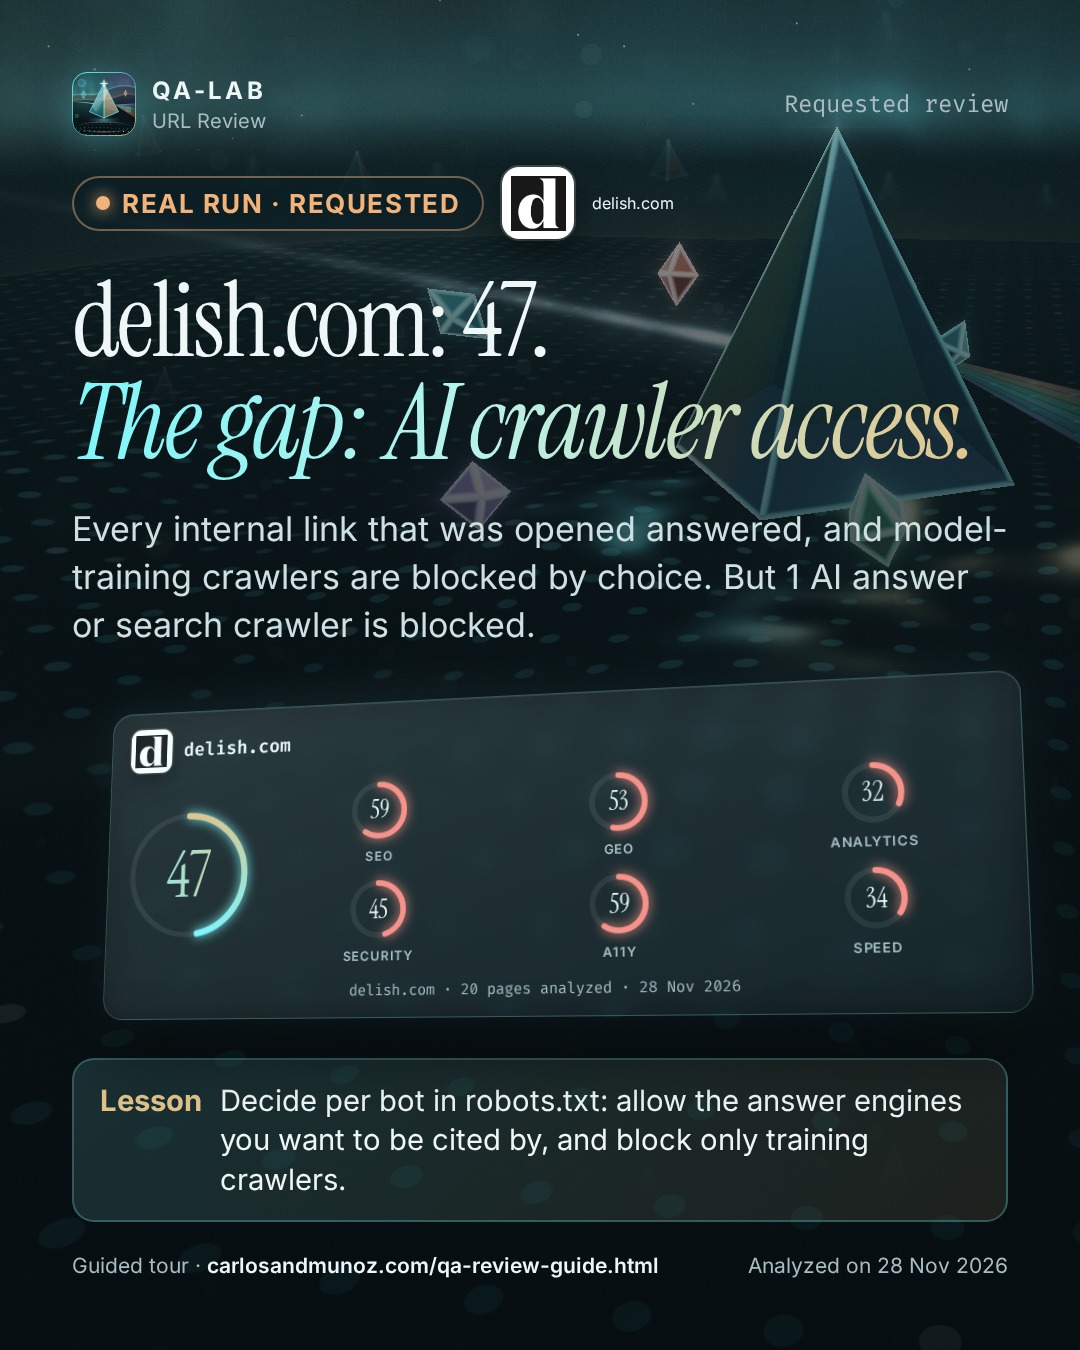 QA-LAB
URL Review
Requested review
REAL RUN · REQUESTED
d
delish.com
delish.com: 47.
The gap: AI crawler access.
Every internal link that was opened answered, and model-
training crawlers are blocked by choice. But 1 AI answer
or search crawler is blocked.
d
delish.com
47
59
SEO
53
GEO
32
ANALYTICS
45
SECURITY
59
A11Y
34
SPEED
delish.com · 20 pages analyzed · 28 Nov 2026
Lesson Decide per bot in robots.txt: allow the answer engines
you want to be cited by, and block only training
crawlers.
Guided tour · carlosandmunoz.com/qa-review-guide.html
Analyzed on 28 Nov 2026